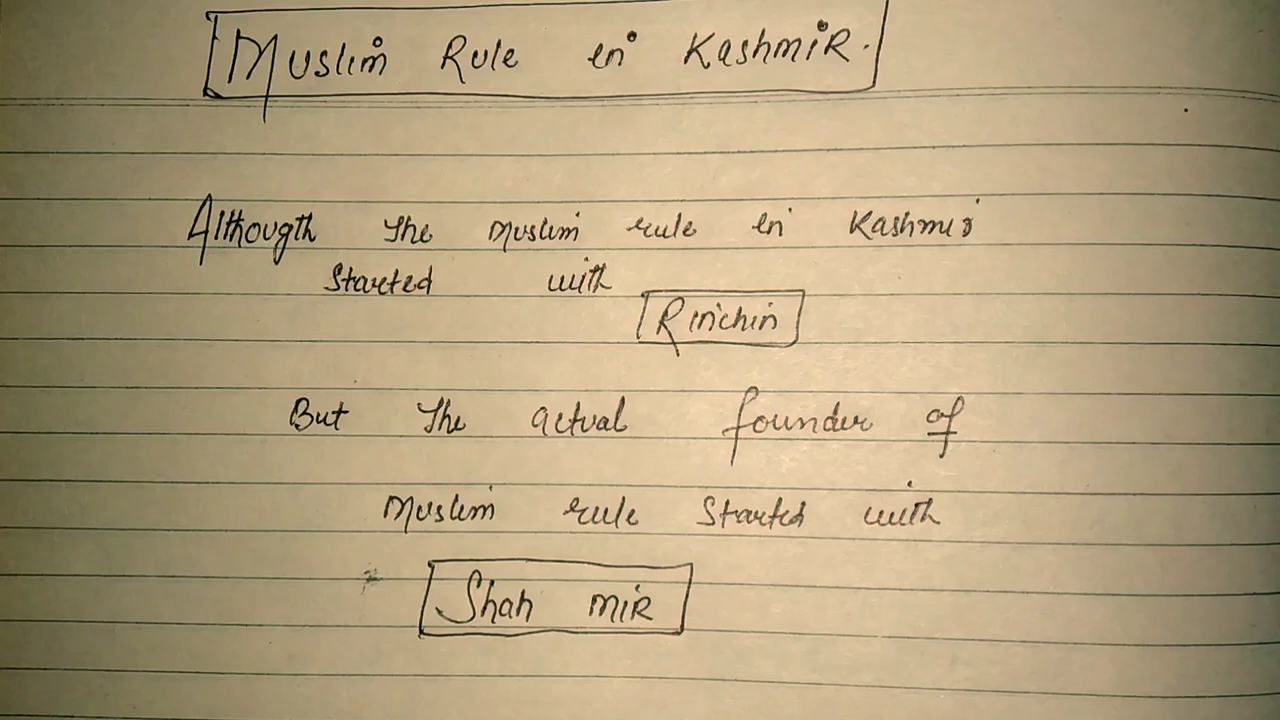 Muslim Rule in Kashmir.
Althougth the Muslim rule in Kashmir
Started with
Rinchin
But the actual founder of
Muslim rule Started with
Shah MIR